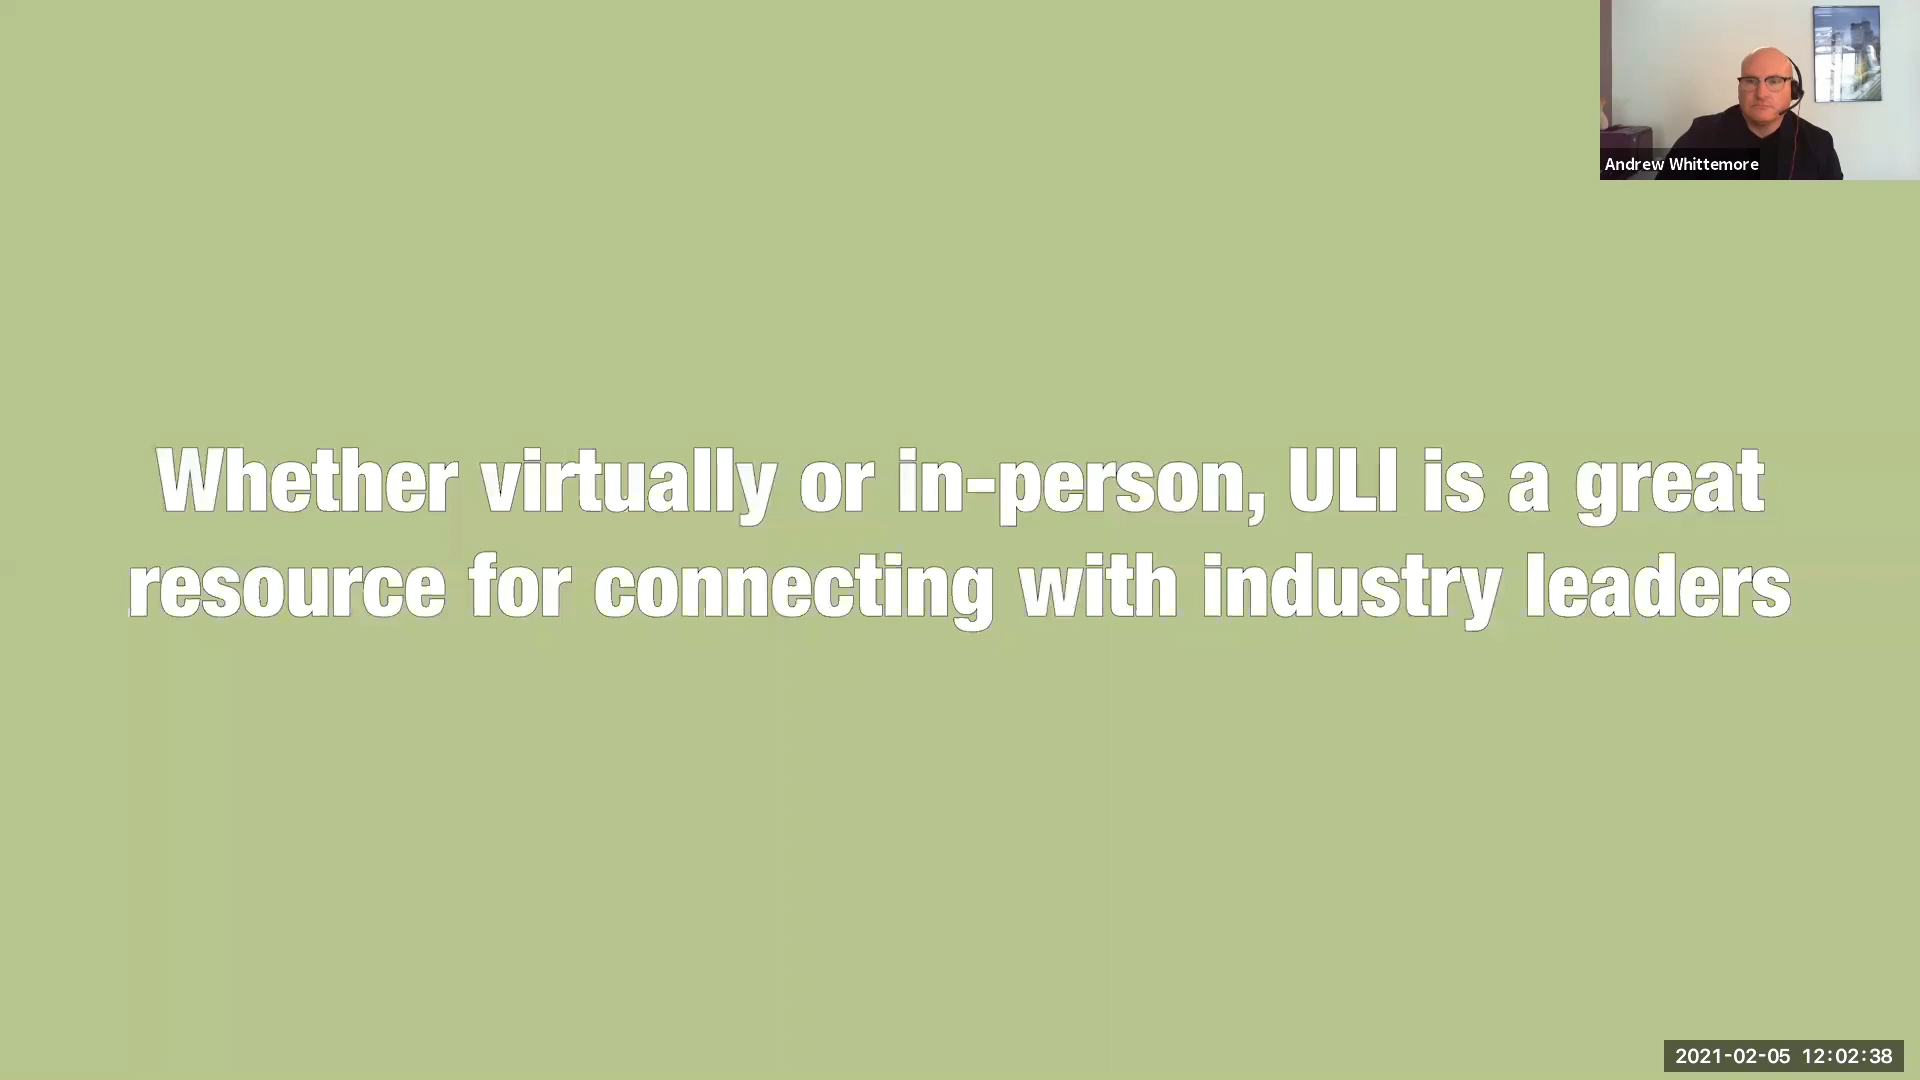 Andrew Whittemore
Whether virtually or in-person, ULI is a great
resource for connecting with industry leaders
2021-02-05 12:02:38